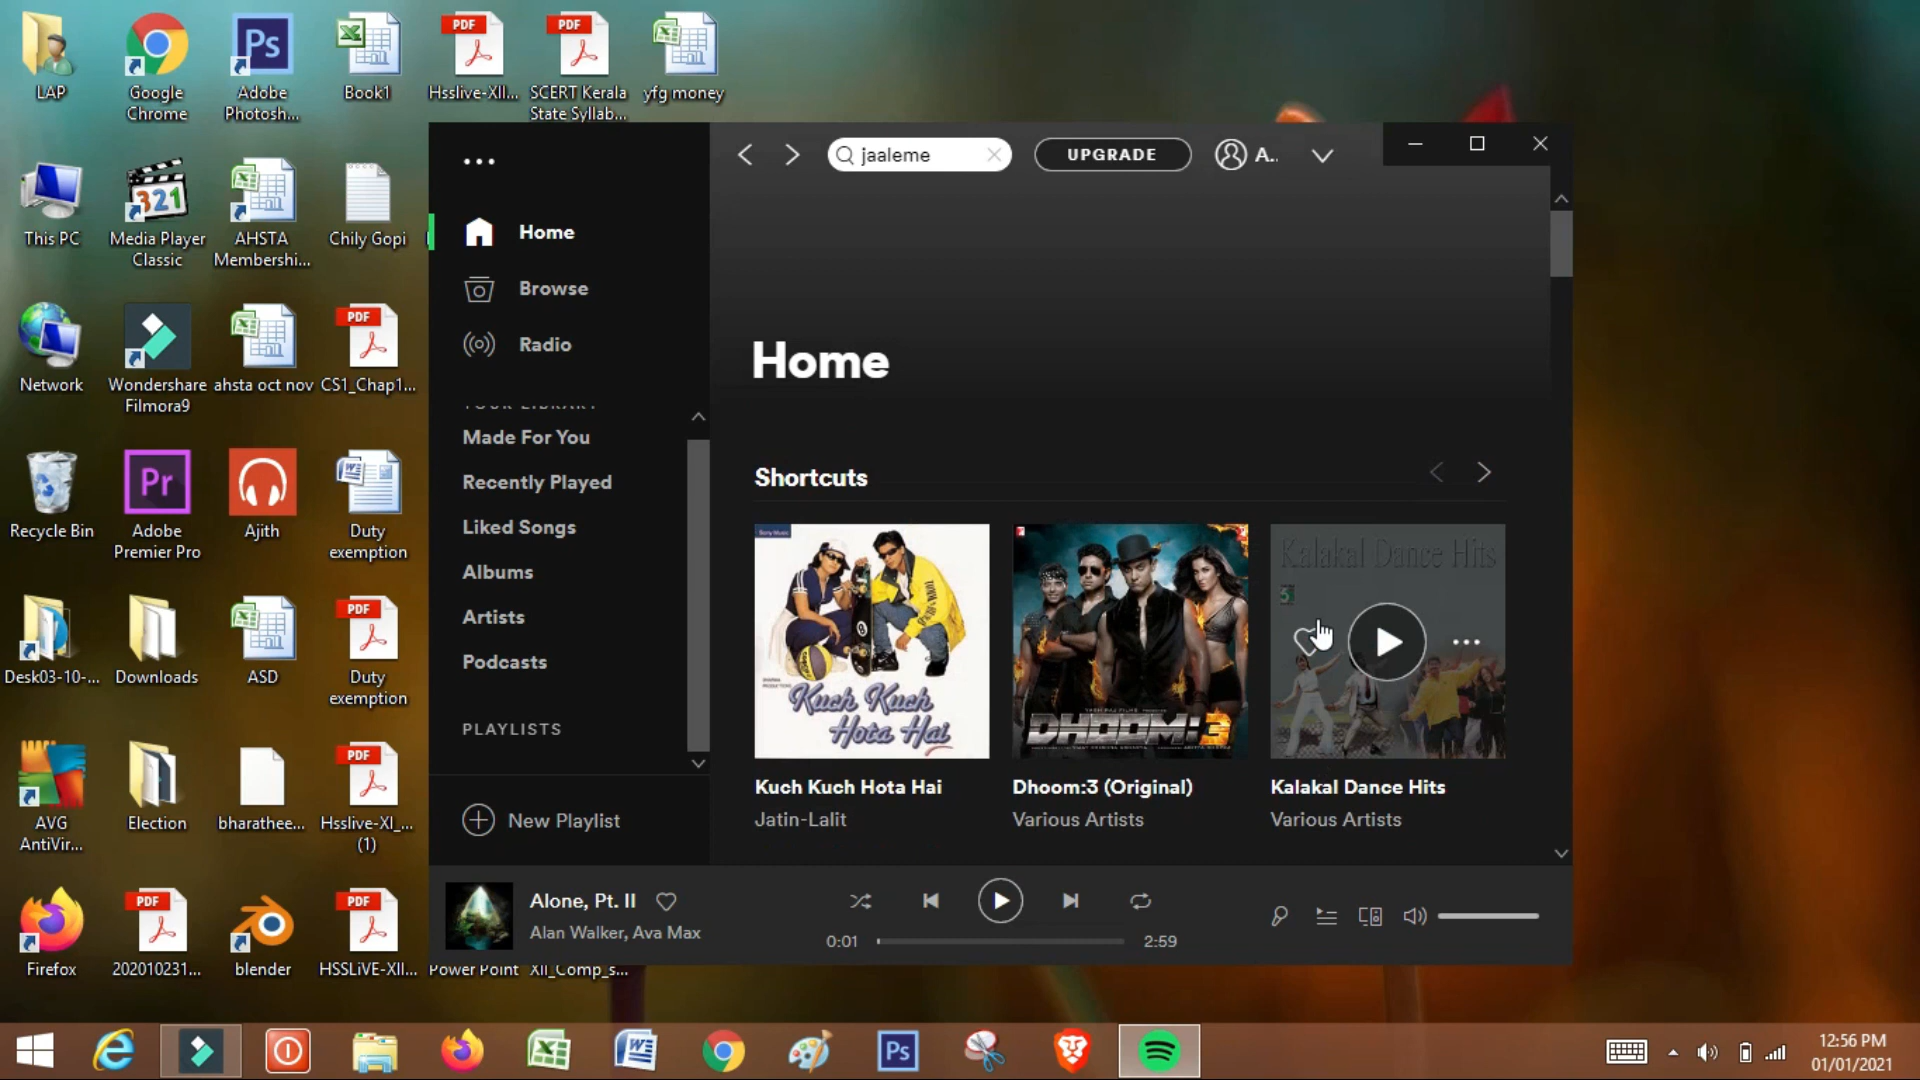 LAP
Google
Chrome
Adobe
Photosh...
Book1
Hsslive-XII...
SCERT Kerala
State Syllab...
yfg money
This PC
Media Player
Classic
AHSTA
Membershi...
Chily Gopi
Network
Wondershare
Filmora9
ahsta oct nov
CS1_Chap1...
Recycle Bin
Adobe
Premier Pro
Ajith
Duty
exemption
Desk03-10-...
Downloads
ASD
Duty
exemption
AVG
AntiVir...
Election
bharathee...
Hsslive-XI_...
(1)
Firefox
202010231...
blender
HSSLiVE-XII...
Power Point
XII_Comp_s...
jaaleme
UPGRADE
A..
Home
Browse
Radio
YOUR LIBRARY
Made For You
Recently Played
Liked Songs
Albums
Artists
Podcasts
PLAYLISTS
New Playlist
Home
Shortcuts
Sony Music
Kuch Kuch
Hota Hai
DHOOM:3
Kalakal Dance Hits
Kuch Kuch Hota Hai
Jatin-Lalit
Dhoom:3 (Original)
Various Artists
Kalakal Dance Hits
Various Artists
Alone, Pt. II
Alan Walker, Ava Max
0:01
2:59
12:56 PM
01/01/2021